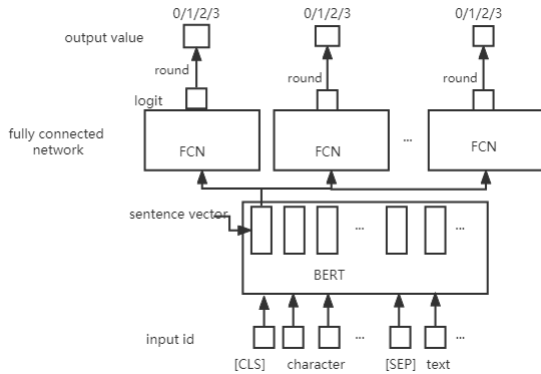 0/1/2/3 0/1/2/3 0/1/2/3
output value
round round round
logit
fully connected
network
FCN FCN ... FCN
sentence vector
... ...
BERT
input id ... ...
[CLS] character [SEP] text